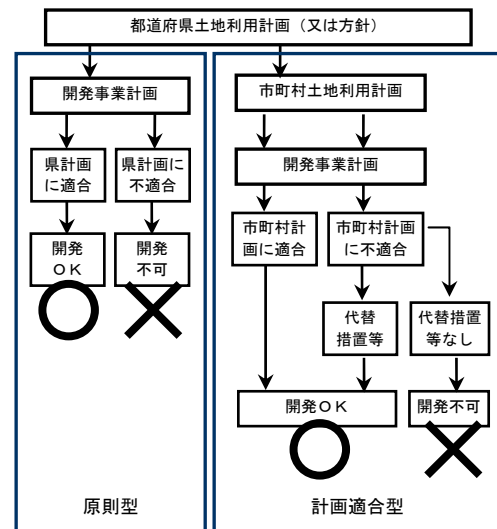 都道府県土地利用計画（又は方針）
開発事業計画
県計画
に適合
県計画に
不適合
開発
ＯＫ
開発
不可
原則型
市町村土地利用計画
開発事業計画
市町村計
画に適合
市町村計画
に不適合
代替
措置等
代替措置
等なし
開発ＯＫ
開発不可
計画適合型